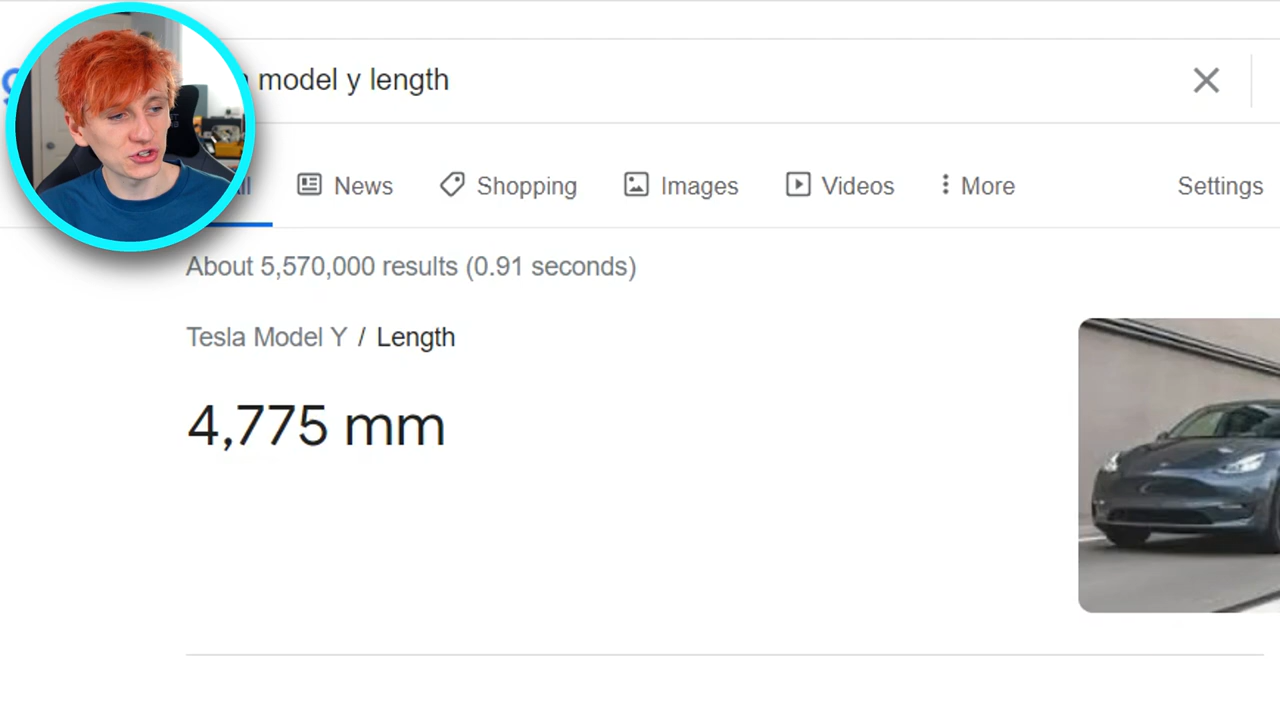 model y length
News Shopping Images Videos More Settings
About 5,570,000 results (0.91 seconds)
Tesla Model Y / Length
4,775 mm